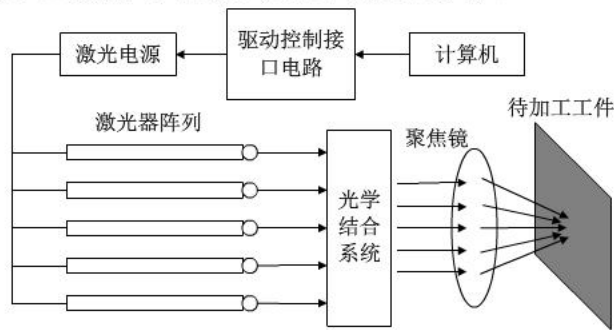 激光电源
驱动控制接
口电路
计算机
激光器阵列
光学
结合
系统
聚焦镜
待加工工件